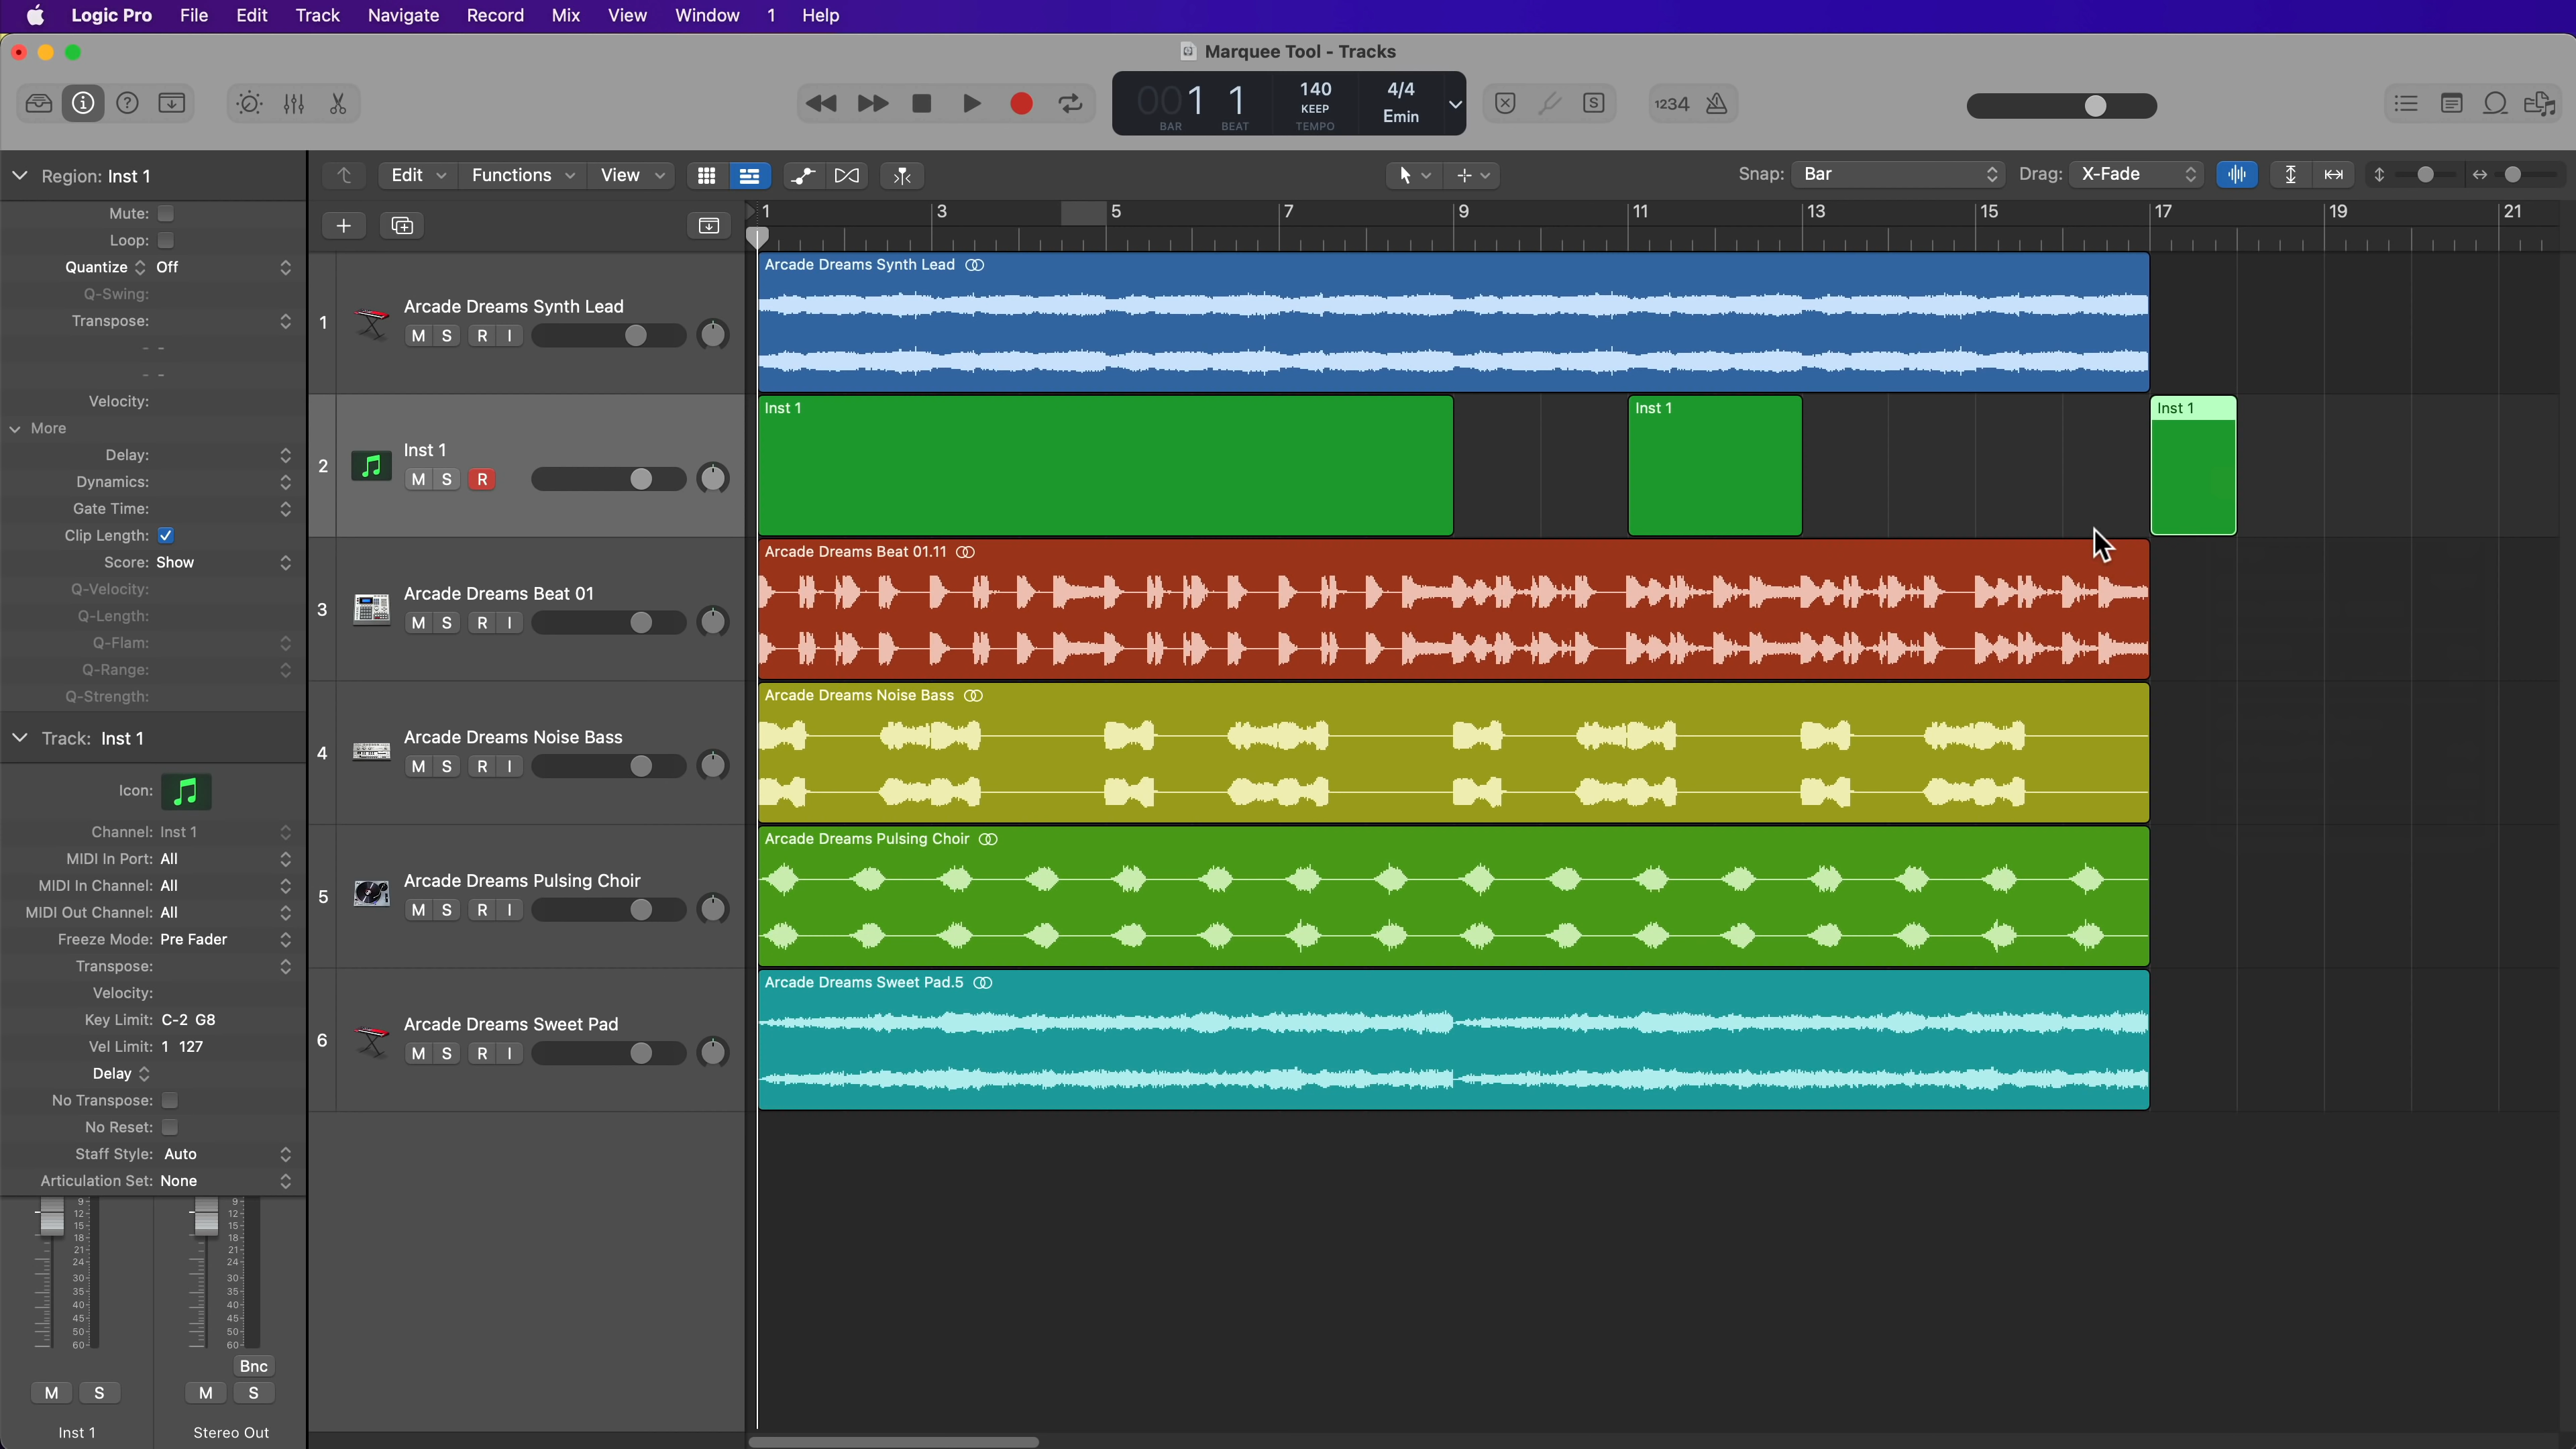 Logic Pro File Edit Track Navigate Record Mix View Window 1 Help
Marquee Tool - Tracks
001 1
BAR BEAT
140
KEEP
TEMPO
4/4
Emin
S
1234
Region: Inst 1
Edit Functions View
Snap: Bar
Drag: X-Fade
1 3 5 7 9 11 13 15 17 19 21
Mute:
Loop:
Quantize Off
Q-Swing:
Transpose:
- -
- -
Velocity:
More
Delay:
Dynamics:
Gate Time:
Clip Length:
Score: Show
Q-Velocity:
Q-Length:
Q-Flam:
Q-Range:
Q-Strength:
Track: Inst 1
Icon:
Channel: Inst 1
MIDI In Port: All
MIDI In Channel: All
MIDI Out Channel: All
Freeze Mode: Pre Fader
Transpose:
Velocity:
Key Limit: C-2 G8
Vel Limit: 1 127
Delay
No Transpose:
No Reset:
Staff Style: Auto
Articulation Set: None
9 9
12 12
15 15
18 18
21 21
24 24
30 30
35 35
40 40
45 45
50 50
60 60
Bnc
M S M S
Inst 1 Stereo Out
1
Arcade Dreams Synth Lead
M S R I
Arcade Dreams Synth Lead
2
Inst 1
M S R
Inst 1
Inst 1
Inst 1
3
Arcade Dreams Beat 01
M S R I
Arcade Dreams Beat 01.11
4
Arcade Dreams Noise Bass
M S R I
Arcade Dreams Noise Bass
5
Arcade Dreams Pulsing Choir
M S R I
Arcade Dreams Pulsing Choir
6
Arcade Dreams Sweet Pad
M S R I
Arcade Dreams Sweet Pad.5